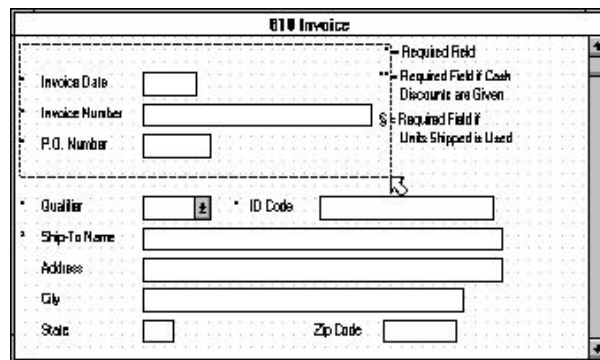 810 Invoice
* = Required Field
* Invoice Date
** = Required Field if Cash
Discounts are Given
* Invoice Number
§ = Required Field if
Units Shipped is Used
* P.O. Number
* Qualifier * ID Code
* Ship-To Name
Address
City
State Zip Code